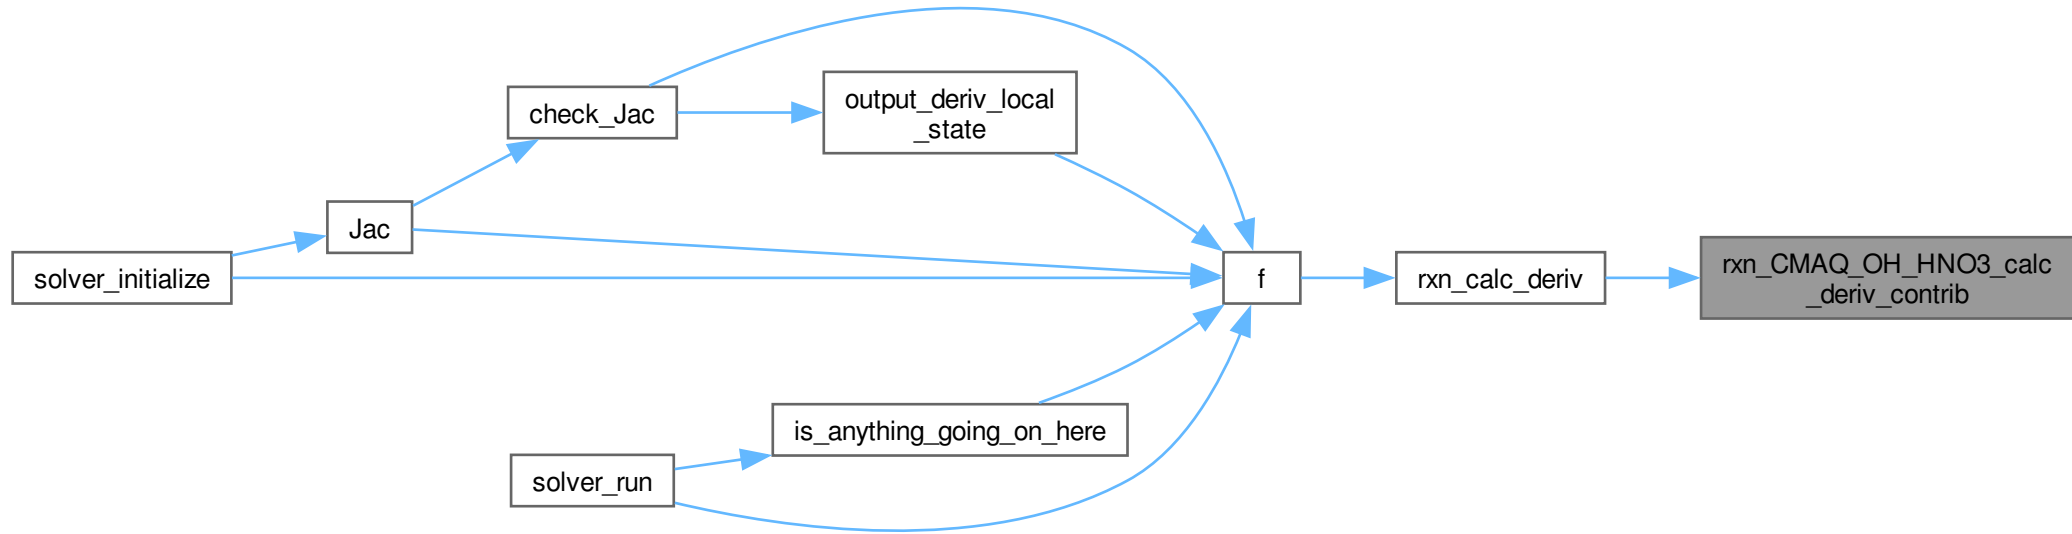 check_Jac
output_deriv_local
_state
Jac
solver_initialize
f
rxn_calc_deriv
rxn_CMAQ_OH_HNO3_calc
_deriv_contrib
is_anything_going_on_here
solver_run